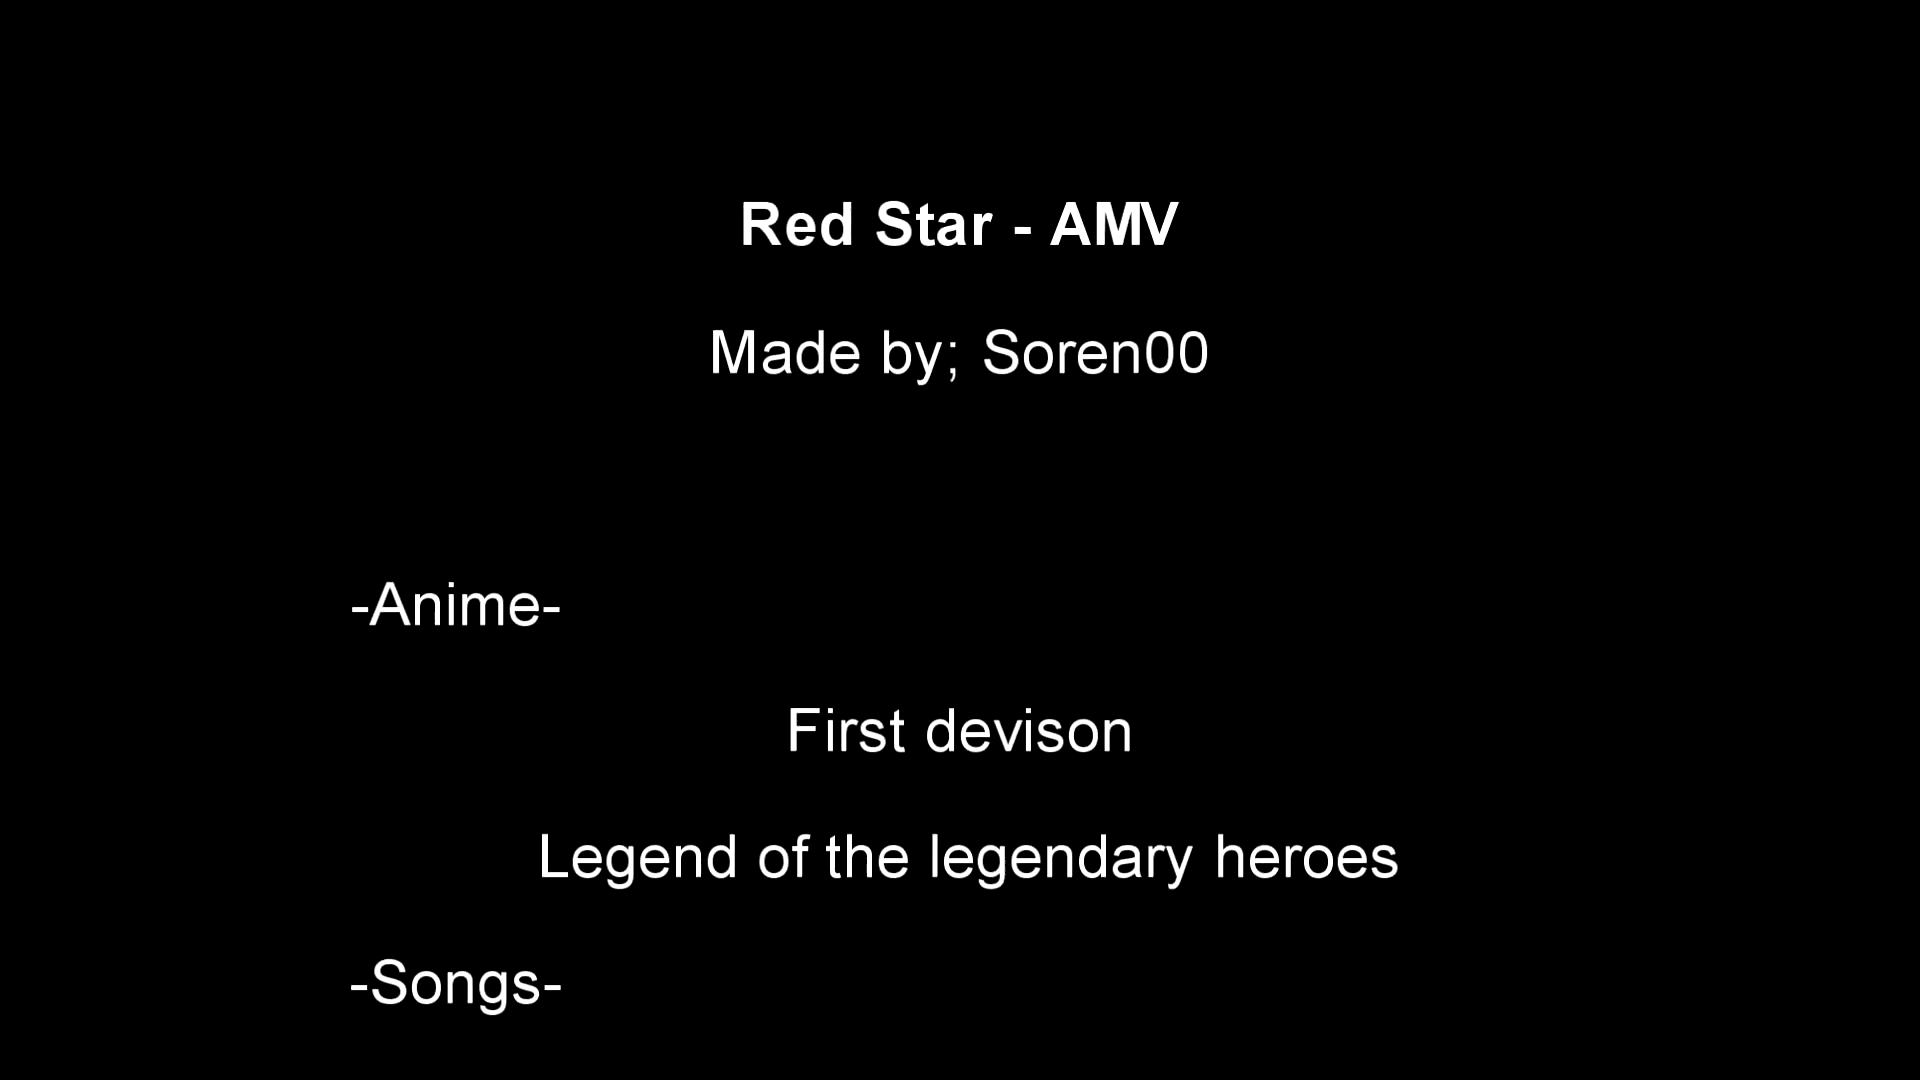 Red Star - AMV
Made by; Soren00
-Anime-
First devison
Legend of the legendary heroes
-Songs-